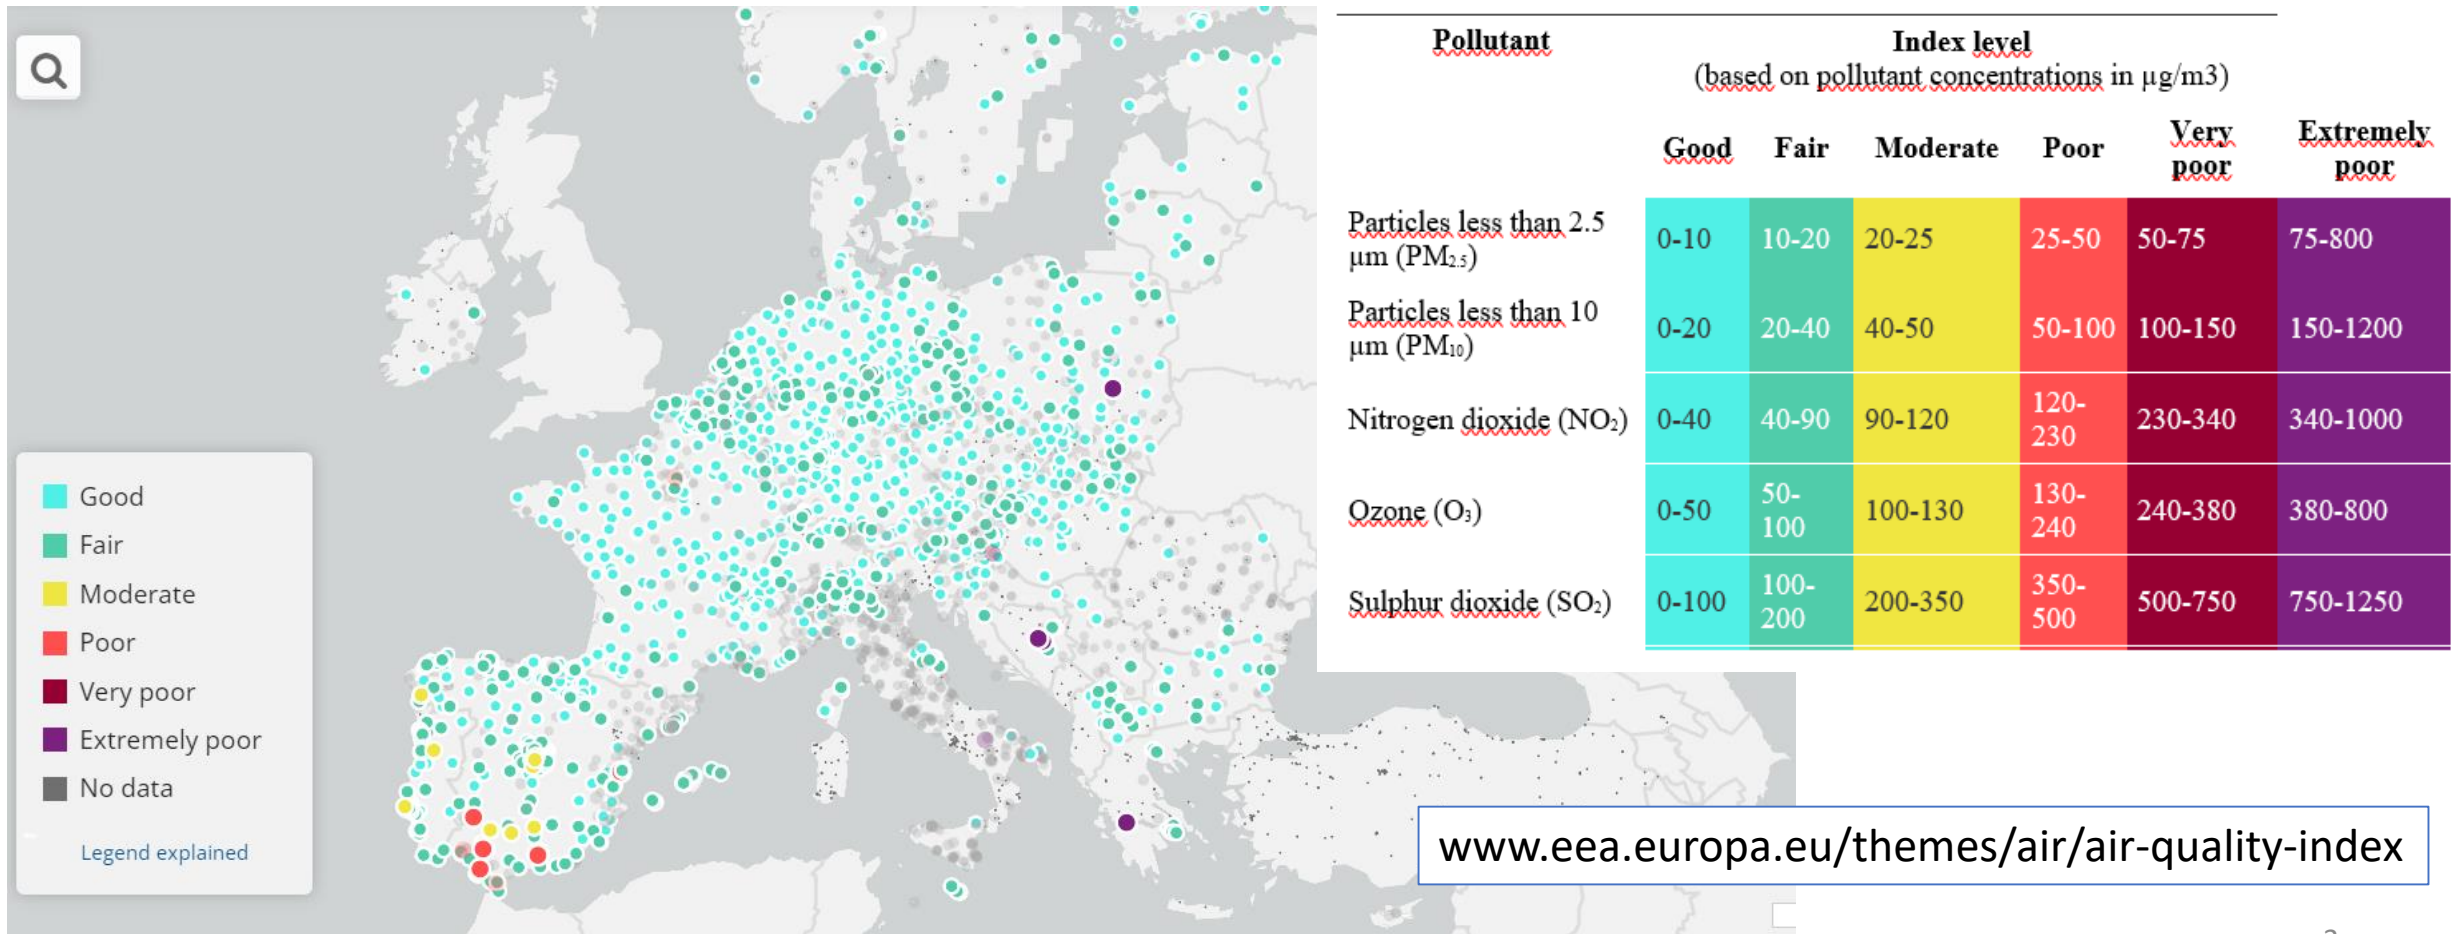 Good
Fair
Moderate
Poor
Very poor
Extremely poor
No data
Legend explained
Pollutant
Index level
(based on pollutant concentrations in µg/m3)
Good Fair Moderate Poor Very poor Extremely poor
Particles less than 2.5
µm (PM2.5)
0-10 10-20 20-25 25-50 50-75 75-800
Particles less than 10
µm (PM10)
0-20 20-40 40-50 50-100 100-150 150-1200
Nitrogen dioxide (NO2) 0-40 40-90 90-120 120-230 230-340 340-1000
Ozone (O3) 0-50 50-100 100-130 130-240 240-380 380-800
Sulphur dioxide (SO2) 0-100 100-200 200-350 350-500 500-750 750-1250
www.eea.europa.eu/themes/air/air-quality-index